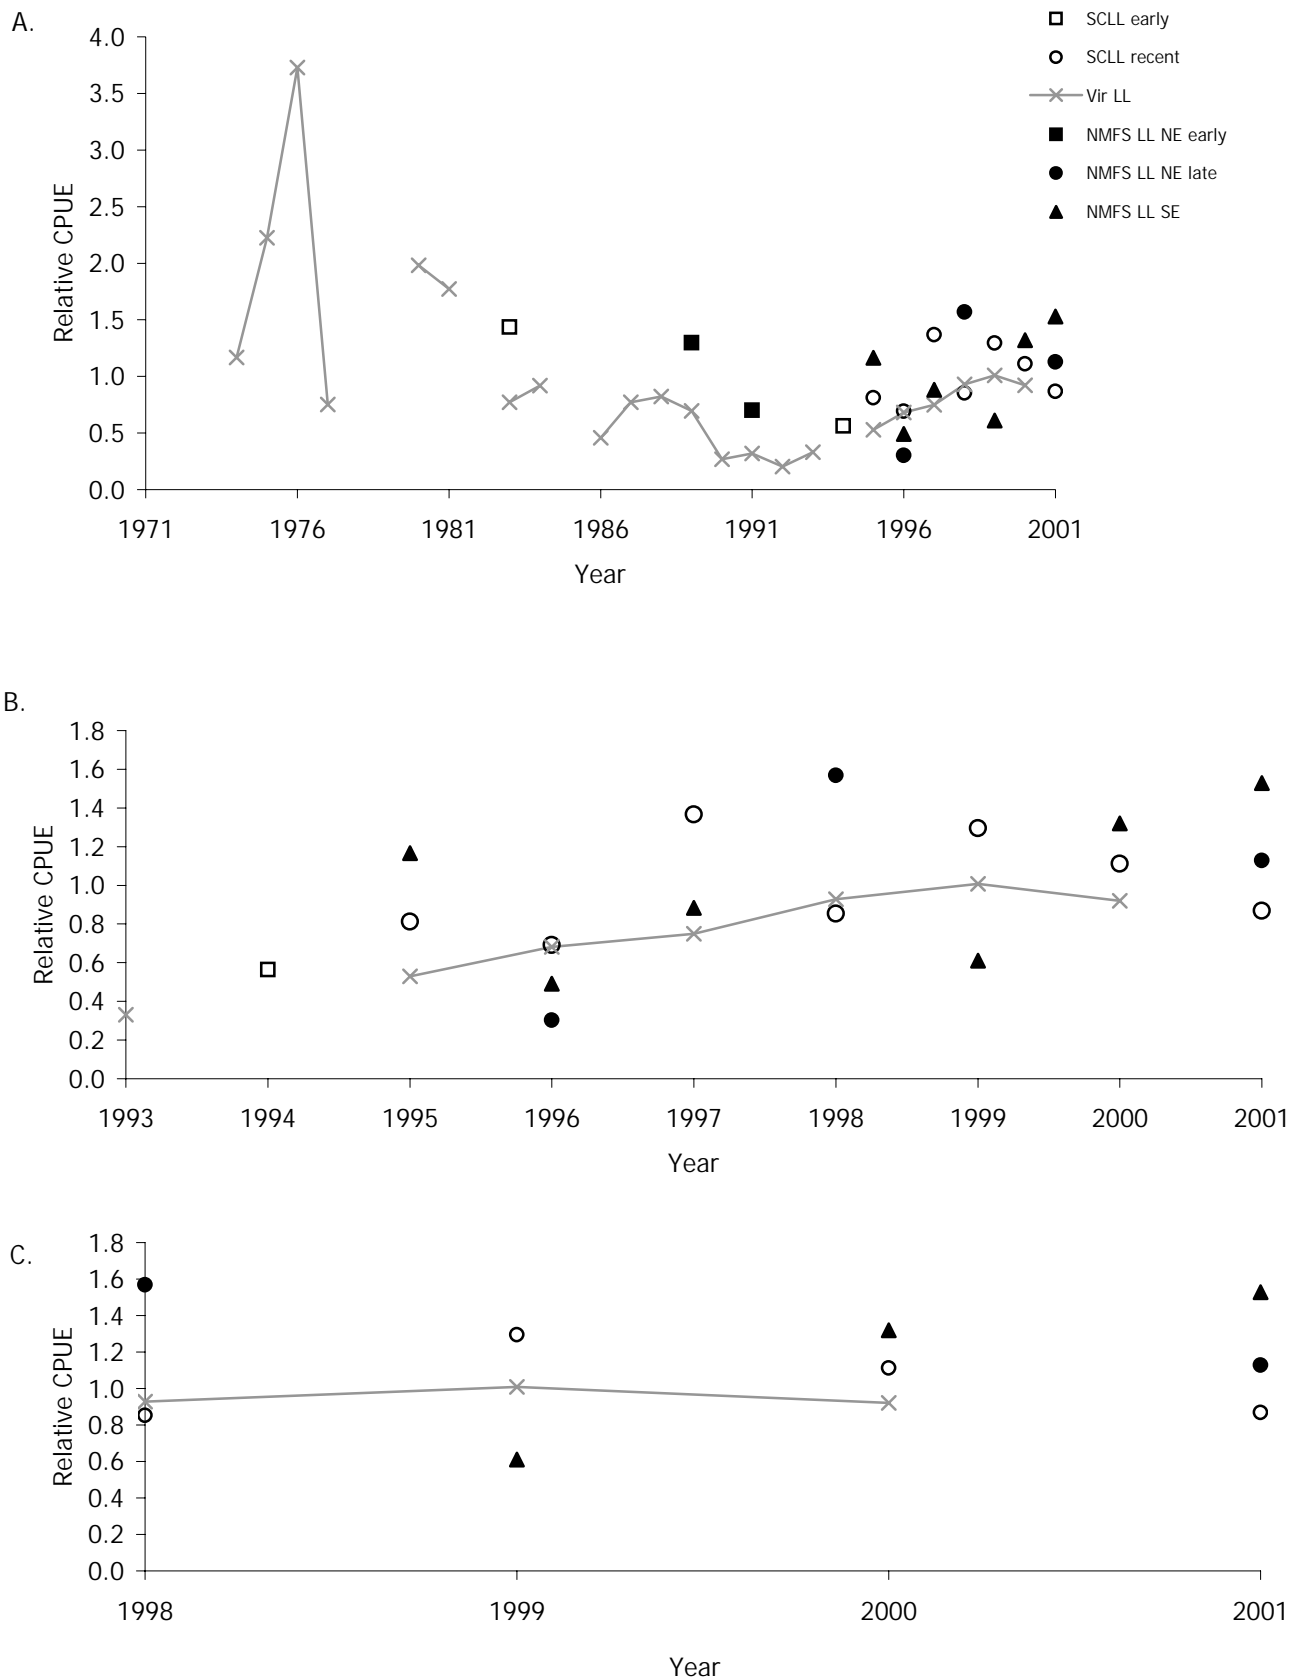 A.
SCLL early
SCLL recent
Vir LL
NMFS LL NE early
NMFS LL NE late
NMFS LL SE
4.0
3.5
3.0
2.5
2.0
1.5
1.0
0.5
0.0
Relative CPUE
1971 1976 1981 1986 1991 1996 2001
Year
B.
1.8
1.6
1.4
1.2
1.0
0.8
0.6
0.4
0.2
0.0
Relative CPUE
1993 1994 1995 1996 1997 1998 1999 2000 2001
Year
C.
1.8
1.6
1.4
1.2
1.0
0.8
0.6
0.4
0.2
0.0
Relative CPUE
1998 1999 2000 2001
Year